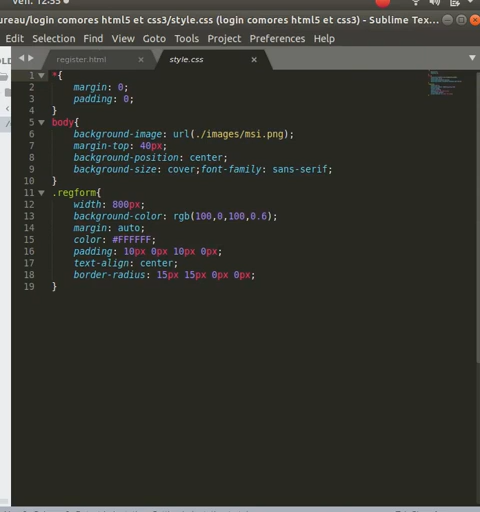 ven. 12:55
ureau/login comores html5 et css3/style.css (login comores html5 et css3) - Sublime Tex...
Edit Selection Find View Goto Tools Project Preferences Help
register.html × style.css ×
1 *{
2 margin: 0;
3 padding: 0;
4 }
5 body{
6 background-image: url(./images/msi.png);
7 margin-top: 40px;
8 background-position: center;
9 background-size: cover;font-family: sans-serif;
10 }
11 .regform{
12 width: 800px;
13 background-color: rgb(100,0,100,0.6);
14 margin: auto;
15 color: #FFFFFF;
16 padding: 10px 0px 10px 0px;
17 text-align: center;
18 border-radius: 15px 15px 0px 0px;
19 }